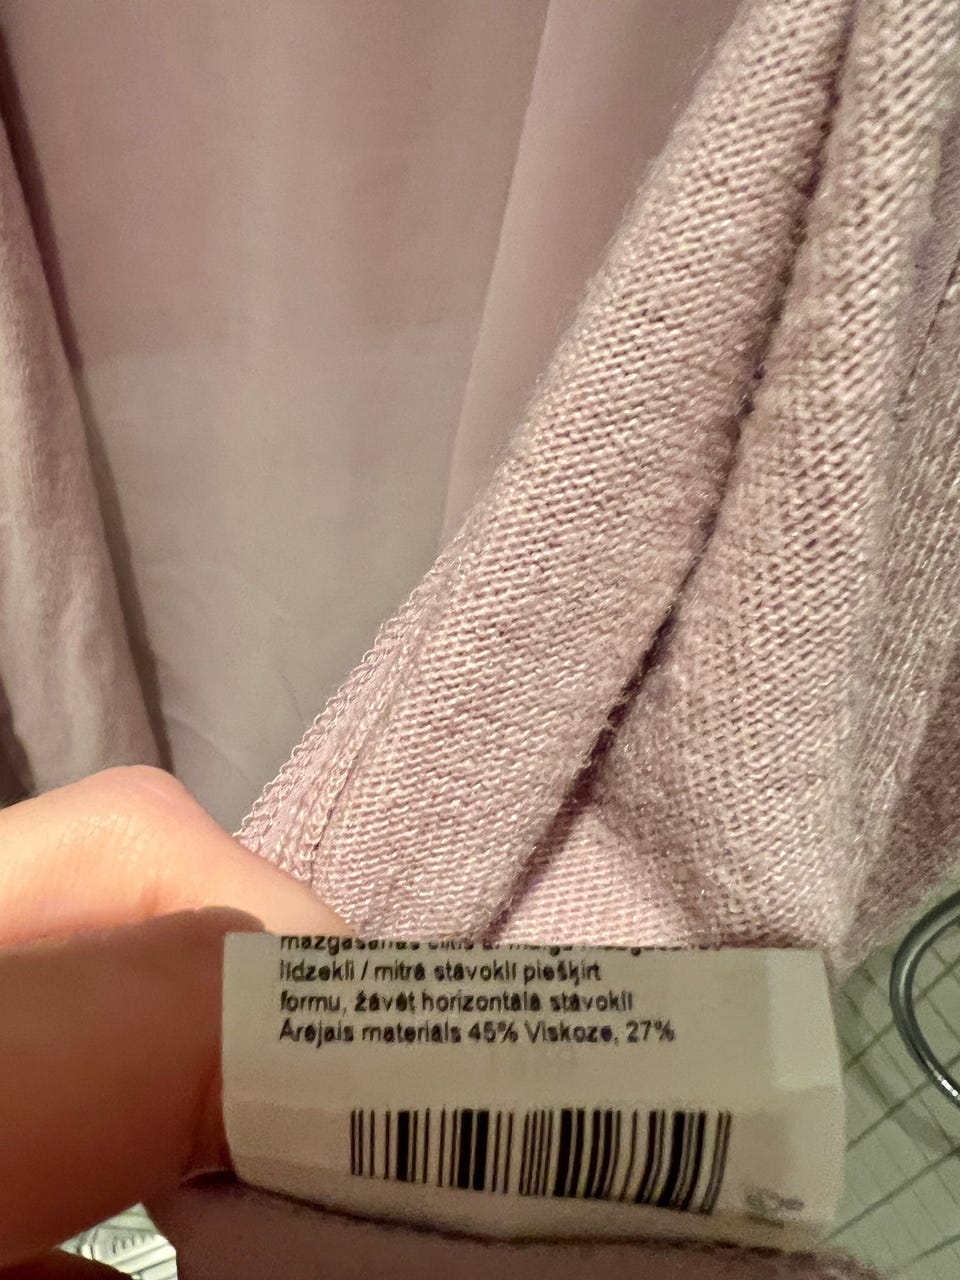 līdzekli / mitrā stāvoklī piešķirt
formu, žāvēt horizontālā stāvoklī
Ārējais materiāls 45% Viskoze, 27%